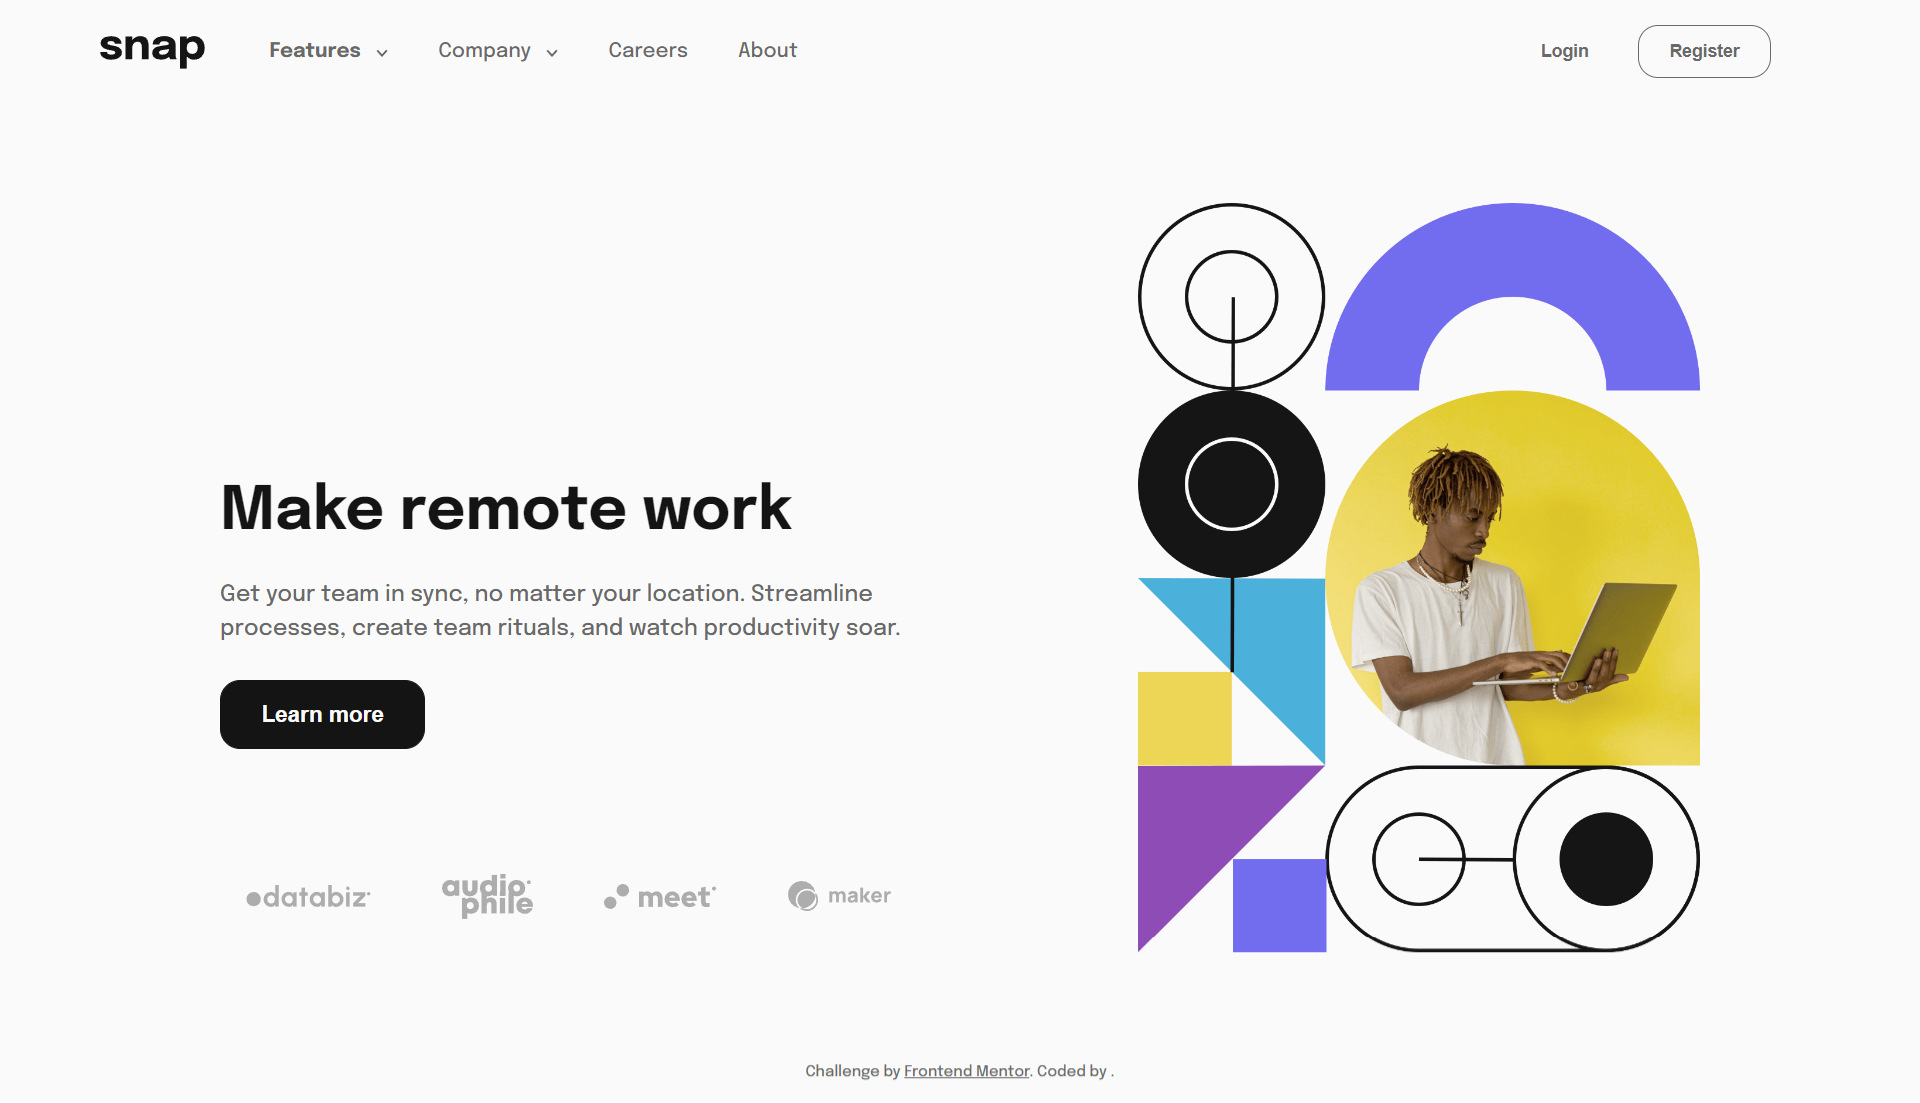 snap
Features
Company
Careers
About
Login
Register
Make remote work
Get your team in sync, no matter your location. Streamline
processes, create team rituals, and watch productivity soar.
Learn more
databiz
audio
phile
meet
maker
Challenge by Frontend Mentor. Coded by .